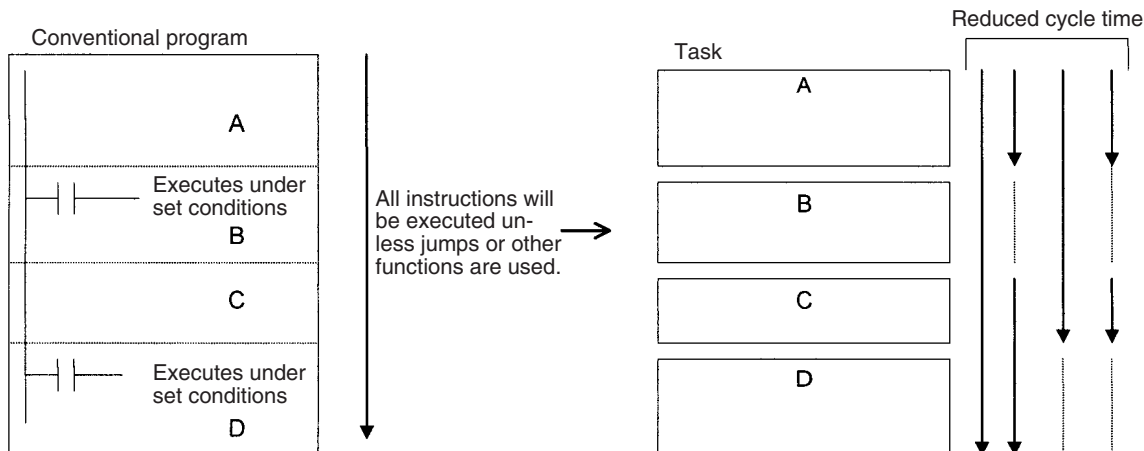 Conventional program
A
Executes under
set conditions
B
C
Executes under
set conditions
D
All instructions will
be executed un-
less jumps or other
functions are used.
Reduced cycle time
Task
A
B
C
D